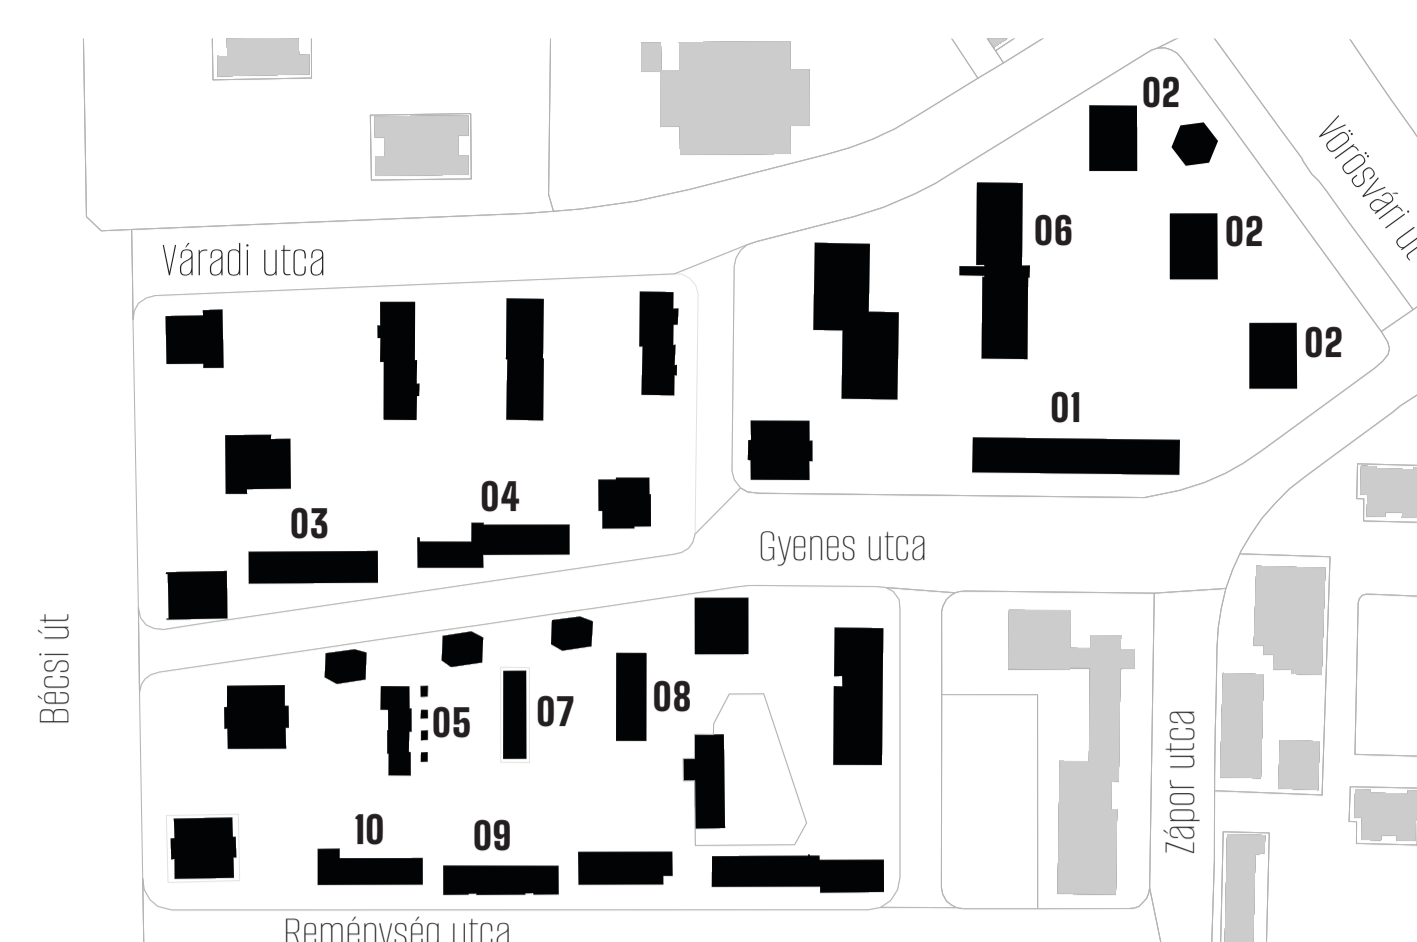 02
Vörösvári út
06
02
Váradi utca
02
01
04
03
Gyenes utca
Bécsi út
05
07
08
Zápor utca
10
09
Reménység utca